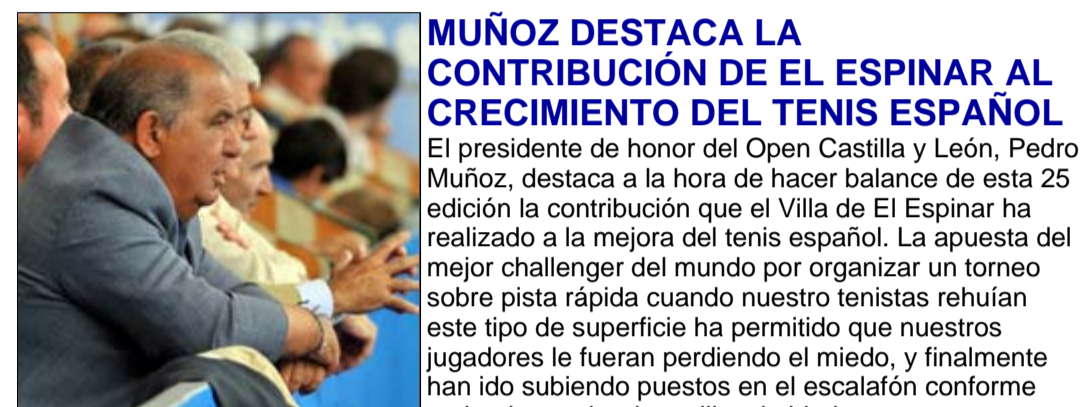 MUÑOZ DESTACA LA
CONTRIBUCIÓN DE EL ESPINAR AL
CRECIMIENTO DEL TENIS ESPAÑOL
El presidente de honor del Open Castilla y León, Pedro
Muñoz, destaca a la hora de hacer balance de esta 25
edición la contribución que el Villa de El Espinar ha
realizado a la mejora del tenis español. La apuesta del
mejor challenger del mundo por organizar un torneo
sobre pista rápida cuando nuestro tenistas rehuían
este tipo de superficie ha permitido que nuestros
jugadores le fueran perdiendo el miedo, y finalmente
han ido subiendo puestos en el escalafón conforme